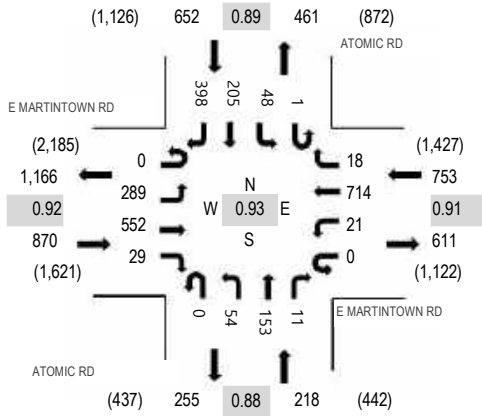 (1,126) 652 0.89 461 (872)
ATOMIC RD
398 205 48 1
E MARTINTOWN RD
(2,185) (1,427)
0 18
1,166 753
289 N 714
0.92 W 0.93 E 0.91
552 S 21
870 611
29 0
(1,621) (1,122)
0 54 153 11
E MARTINTOWN RD
ATOMIC RD
(437) 255 0.88 218 (442)